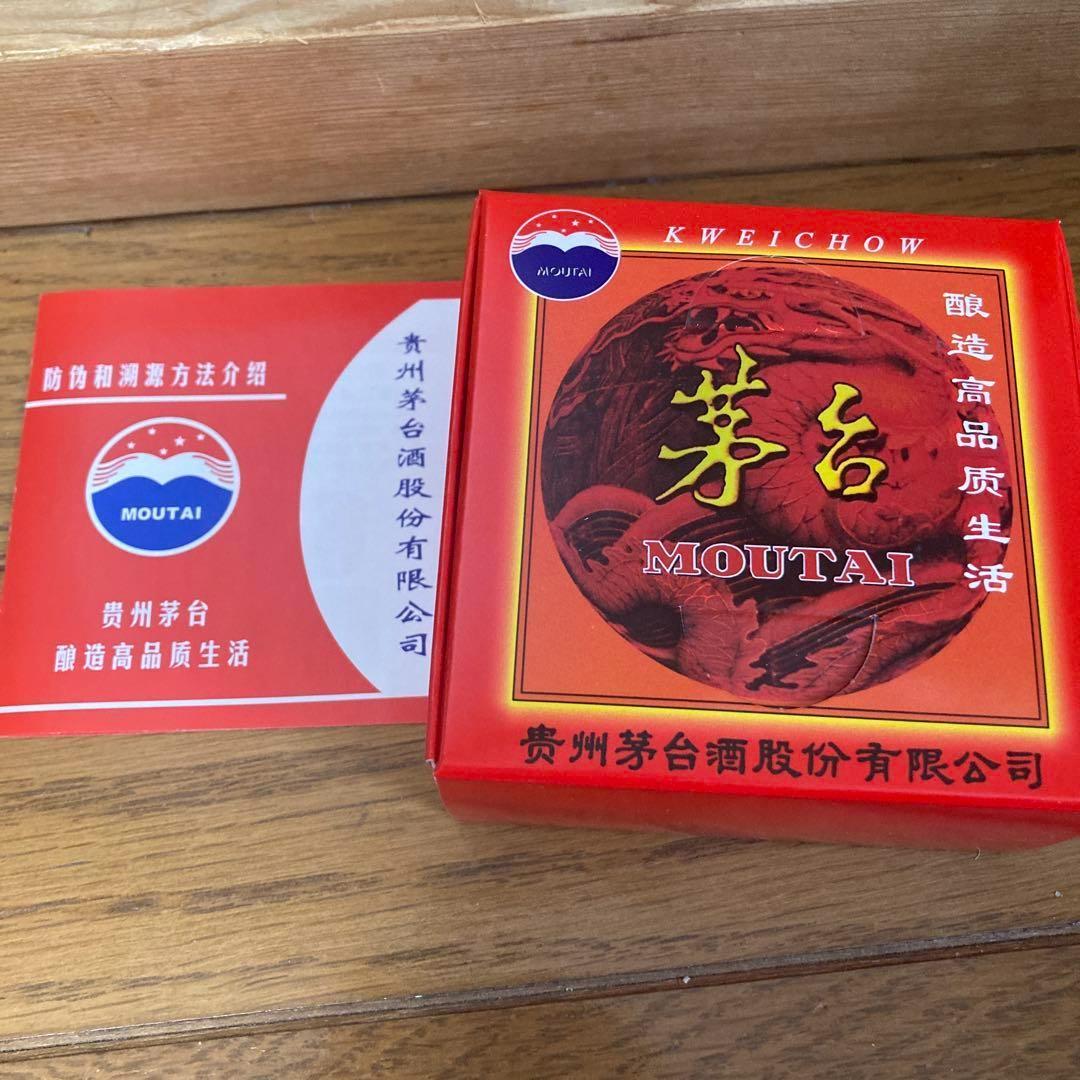 防伪和溯源方法介绍
MOUTAI
贵州茅台
酿造高品质生活
贵州茅台酒股份有限公司
MOUTAI
KWEICHOW
茅台
MOUTAI
酿造高品质生活
贵州茅台酒股份有限公司